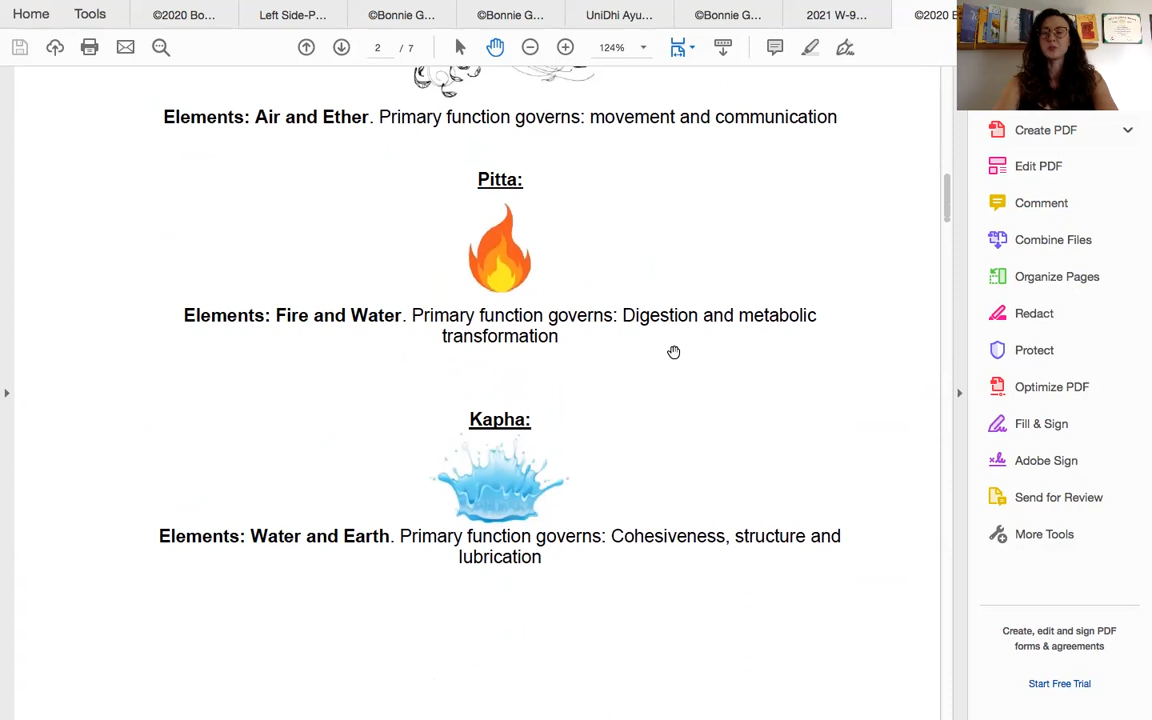 Home Tools ©2020 Bo... Left Side-P... ©Bonnie G... ©Bonnie G... UniDhi Ayu... ©Bonnie G... 2021 W-9... ©2020 B
2 / 7 124%
Elements: Air and Ether. Primary function governs: movement and communication
Pitta:
Elements: Fire and Water. Primary function governs: Digestion and metabolic
transformation
Kapha:
Elements: Water and Earth. Primary function governs: Cohesiveness, structure and
lubrication
Create PDF
Edit PDF
Comment
Combine Files
Organize Pages
Redact
Protect
Optimize PDF
Fill & Sign
Adobe Sign
Send for Review
More Tools
Create, edit and sign PDF
forms & agreements
Start Free Trial